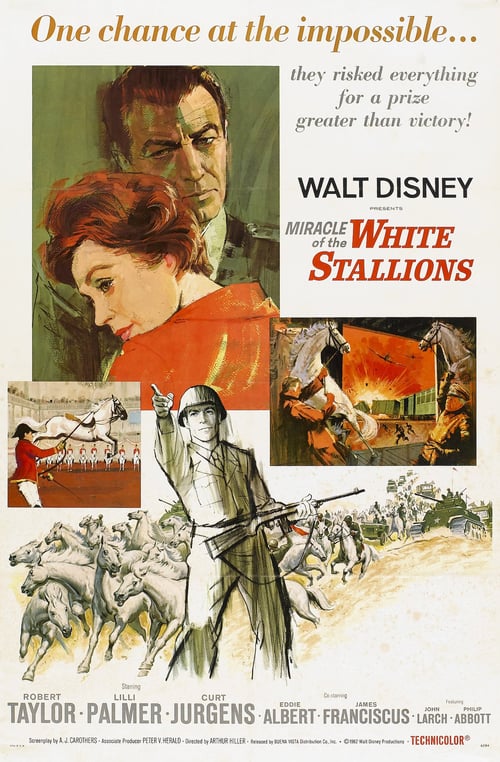 One chance at the impossible...
they risked everything
for a prize
greater than victory!
WALT DISNEY
PRESENTS
MIRACLE
of the
WHITE
STALLIONS
Starring
Co-starring
Featuring
ROBERT
TAYLOR •
LILLI
PALMER •
CURT
JURGENS •
EDDIE
ALBERT •
JAMES
FRANCISCUS •
JOHN
LARCH •
PHILIP
ABBOTT
Screenplay by A. J. CAROTHERS • Associate Producer PETER V. HERALD • Directed by ARTHUR HILLER • Released by BUENA VISTA Distribution Co., Inc. • ©1962 Walt Disney Productions • TECHNICOLOR®